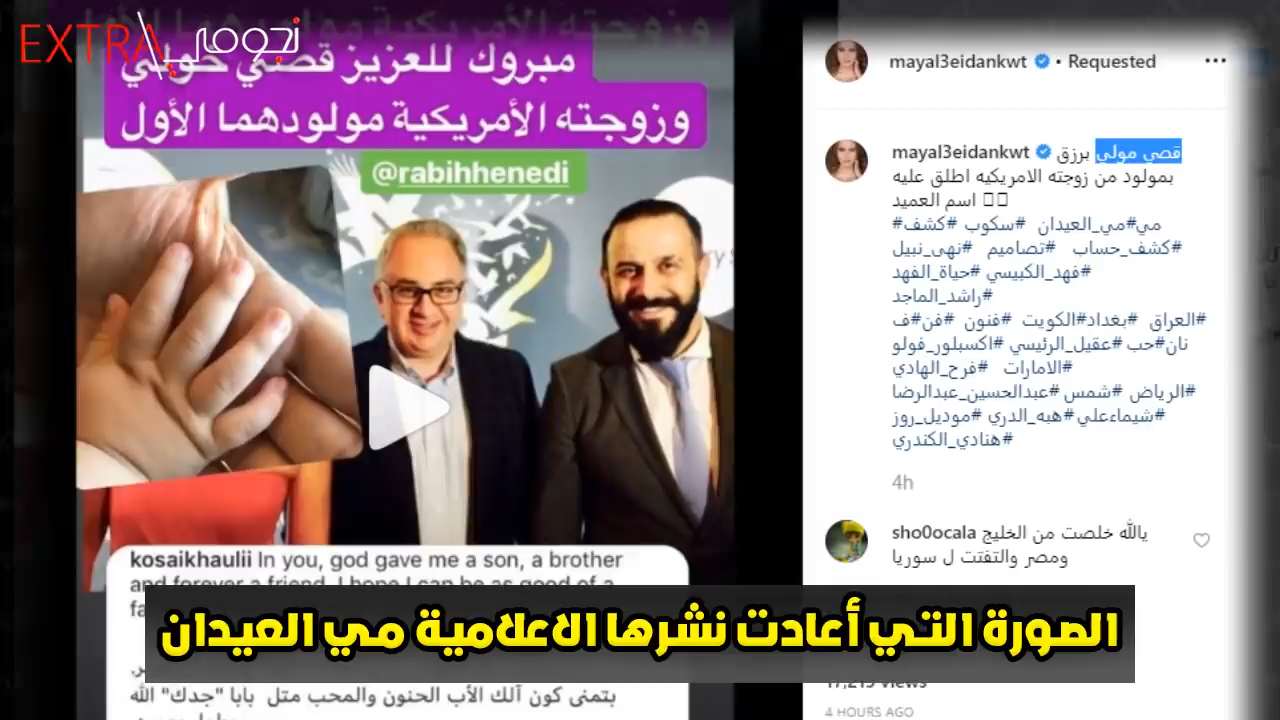 EXTRA نجومي
مبروك للعزيز قصي خولي
وزوجته الأمريكية مولودهما الأول
@rabihhenedi
kosaikhaulii In you, god gave me a son, a brother
and forever a friend. I hope I can be as good of a
بتمنى كون آلك الأب الحنون والمحب متل بابا "جدك" الله
mayal3eidankwt • Requested
mayal3eidankwt قصي مولي برزق
بمولود من زوجته الامريكيه اطلق عليه
اسم العميد
مي#مي_العيدان #سكوب #كشف#
#كشف_حساب #تصاميم #نهى_نبيل
#فهد_الكبيسي #حياة_الفهد
#راشد_الماجد
#العراق #بغداد#الكويت #فنون #فن#ف
نان#حب#عقيل_الرئيسي #اكسبلور_فولو
#الامارات #فرح_الهادي
#الرياض #شمس#عبدالحسين_عبدالرضا
#شيماءعلي#هبه_الدري #موديل_روز
#هنادي_الكندري
4h
sho0ocala يالله خلصت من الخليج
ومصر والتفتت ل سوريا
4 HOURS AGO
الصورة التي أعادت نشرها الاعلامية مي العيدان